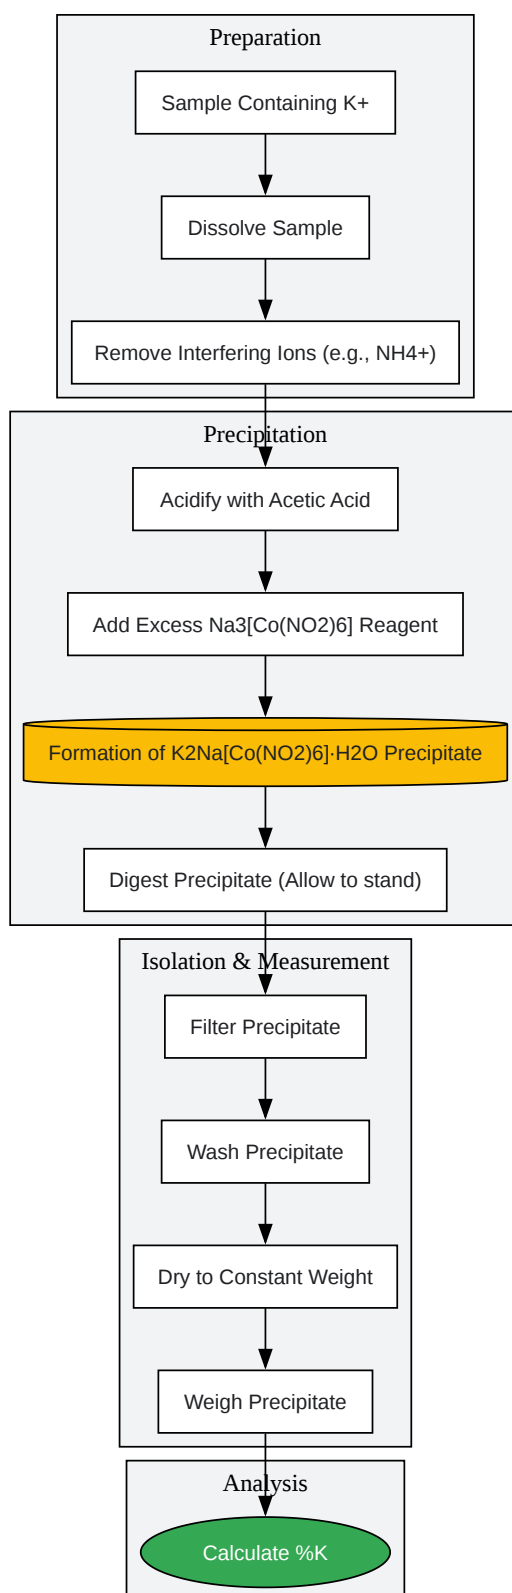 Preparation
Sample Containing K+
Dissolve Sample
Remove Interfering Ions (e.g., NH4+)
Precipitation
Acidify with Acetic Acid
Add Excess Na3[Co(NO2)6] Reagent
Formation of K2Na[Co(NO2)6]·H2O Precipitate
Digest Precipitate (Allow to stand)
Isolation & Measurement
Filter Precipitate
Wash Precipitate
Dry to Constant Weight
Weigh Precipitate
Analysis
Calculate %K